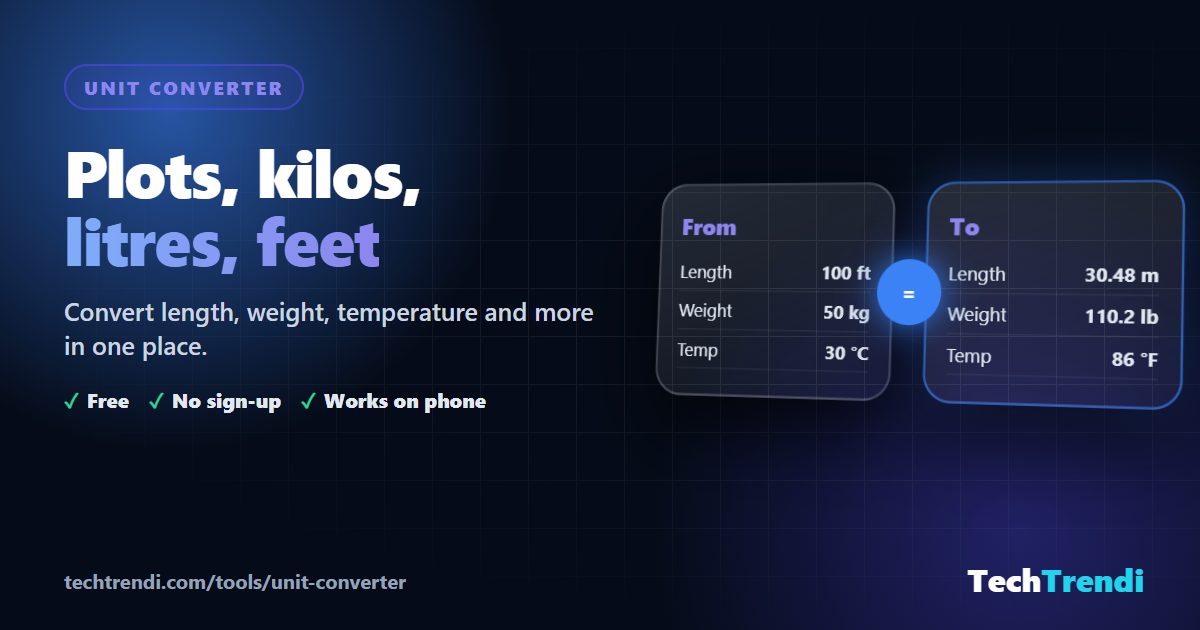 UNIT CONVERTER
Plots, kilos,
litres, feet
Convert length, weight, temperature and more
in one place.
✓ Free ✓ No sign-up ✓ Works on phone
From
Length 100 ft
Weight 50 kg
Temp 30 °C
=
To
Length 30.48 m
Weight 110.2 lb
Temp 86 °F
techtrendi.com/tools/unit-converter
TechTrendi